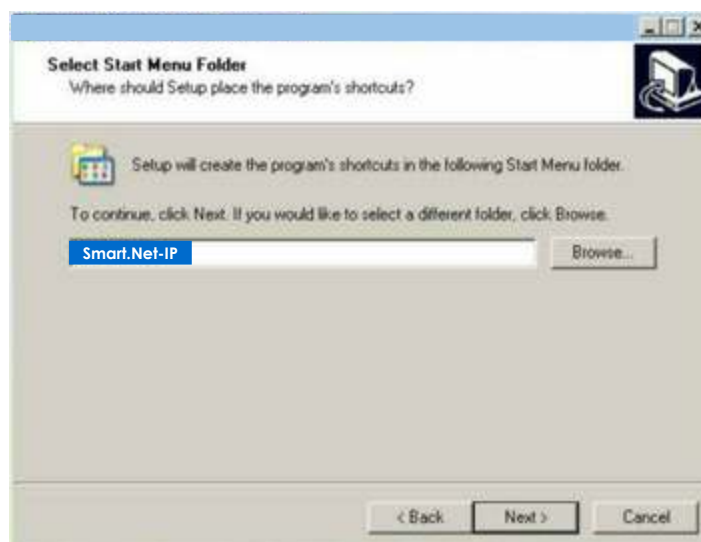 Select Start Menu Folder
Where should Setup place the program's shortcuts?
Setup will create the program's shortcuts in the following Start Menu folder.
To continue, click Next. If you would like to select a different folder, click Browse.
Smart.Net-IP
Browse...
< Back
Next >
Cancel